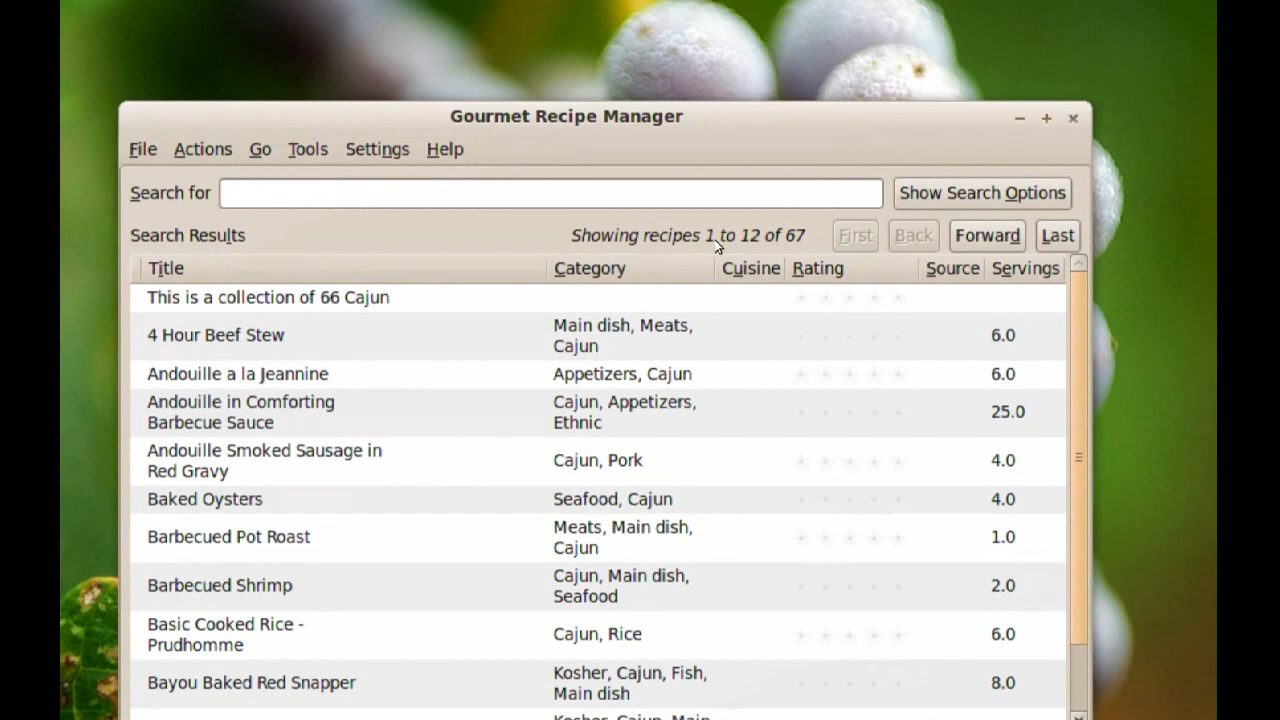 Gourmet Recipe Manager
File Actions Go Tools Settings Help
Search for Show Search Options
Search Results Showing recipes 1 to 12 of 67 First Back Forward Last
Title Category Cuisine Rating Source Servings
This is a collection of 66 Cajun
4 Hour Beef Stew Main dish, Meats, 6.0
Cajun
Andouille a la Jeannine Appetizers, Cajun 6.0
Andouille in Comforting Cajun, Appetizers, 25.0
Barbecue Sauce Ethnic
Andouille Smoked Sausage in Cajun, Pork 4.0
Red Gravy
Baked Oysters Seafood, Cajun 4.0
Barbecued Pot Roast Meats, Main dish, 1.0
Cajun
Barbecued Shrimp Cajun, Main dish, 2.0
Seafood
Basic Cooked Rice - Cajun, Rice 6.0
Prudhomme
Bayou Baked Red Snapper Kosher, Cajun, Fish, 8.0
Main dish
Kosher, Cajun, Main